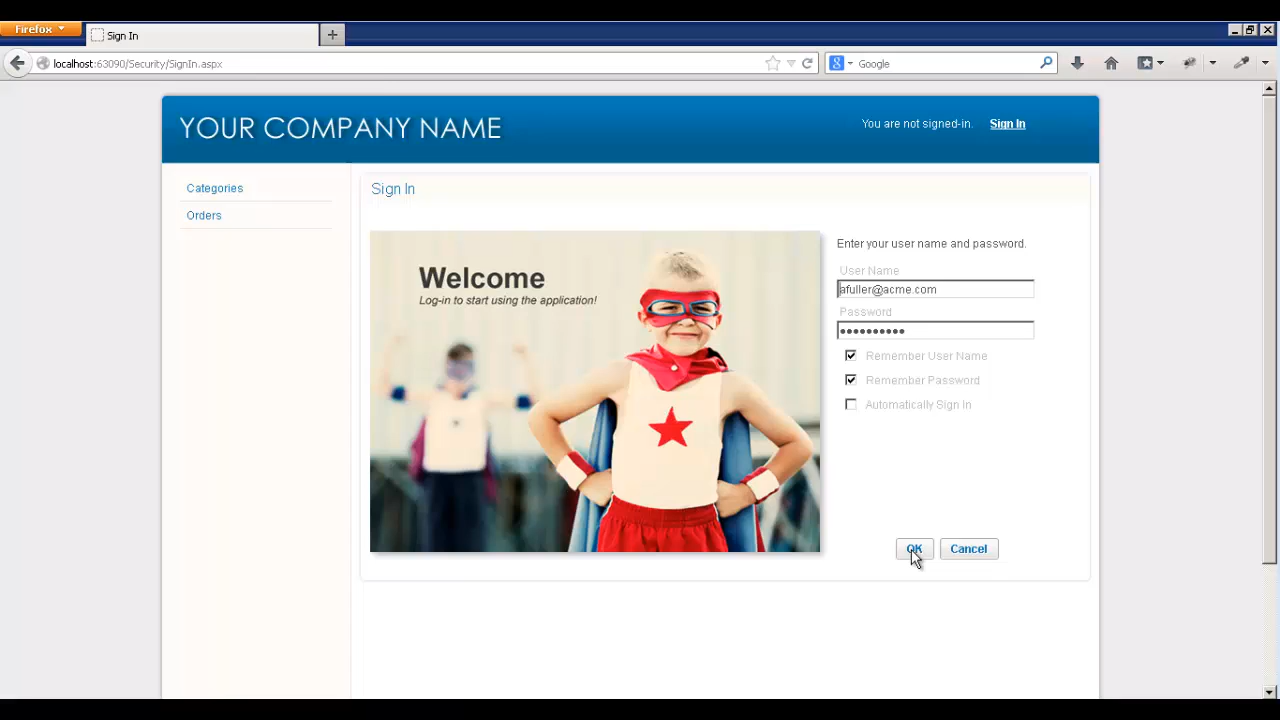 Firefox
Sign In
localhost:63090/Security/SignIn.aspx
Google
YOUR COMPANY NAME
You are not signed-in. Sign In
Categories
Orders
Sign In
Welcome
Log-in to start using the application!
Enter your user name and password.
User Name
afuller@acme.com
Password
••••••••••
Remember User Name
Remember Password
Automatically Sign In
OK
Cancel